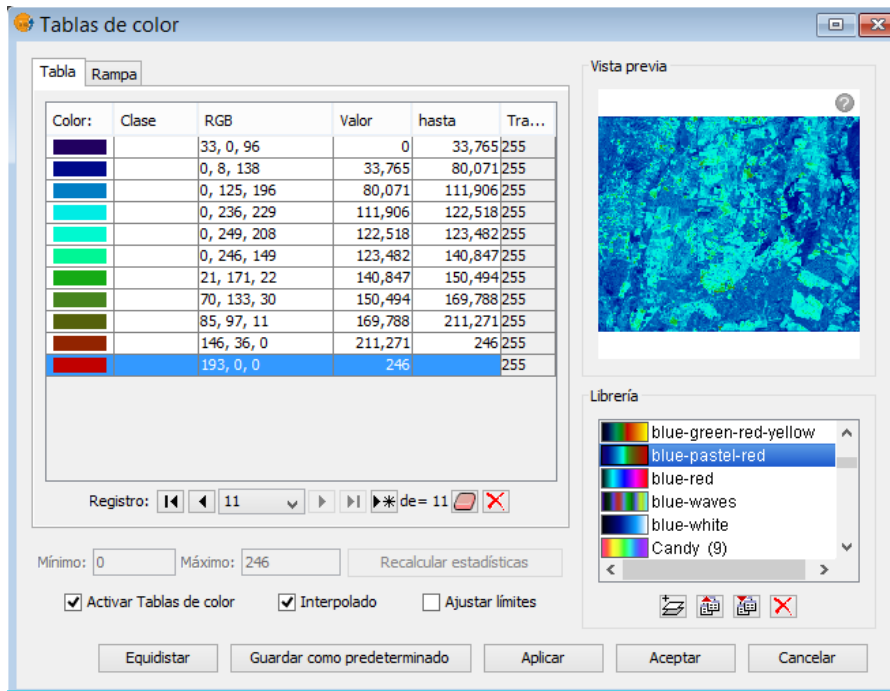 Tablas de color
Tabla
Rampa
Color: Clase RGB Valor hasta Tra...
33, 0, 96 0 33,765 255
0, 8, 138 33,765 80,071 255
0, 125, 196 80,071 111,906 255
0, 236, 229 111,906 122,518 255
0, 249, 208 122,518 123,482 255
0, 246, 149 123,482 140,847 255
21, 171, 22 140,847 150,494 255
70, 133, 30 150,494 169,788 255
85, 97, 11 169,788 211,271 255
146, 36, 0 211,271 246 255
193, 0, 0 246 255
Registro: 11 de= 11
Mínimo: 0 Máximo: 246 Recalcular estadísticas
Activar Tablas de color Interpolado Ajustar límites
Vista previa
?
Librería
blue-green-red-yellow
blue-pastel-red
blue-red
blue-waves
blue-white
Candy (9)
Equidistar Guardar como predeterminado Aplicar Aceptar Cancelar